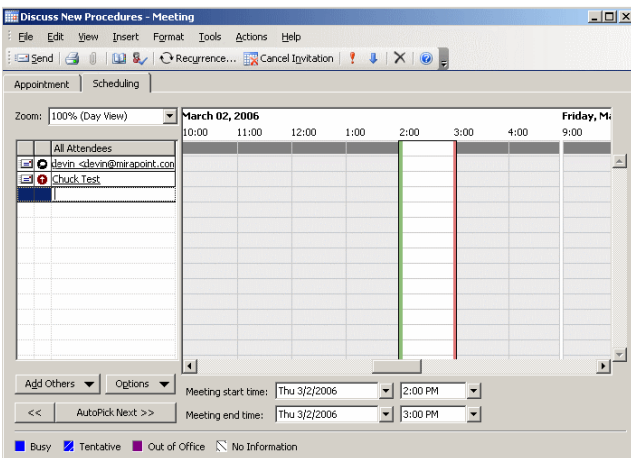 Discuss New Procedures - Meeting
File Edit View Insert Format Tools Actions Help
Send Recurrence... Cancel Invitation
Appointment Scheduling
Zoom: 100% (Day View) March 02, 2006 Friday, Ma
10:00 11:00 12:00 1:00 2:00 3:00 4:00 9:00
All Attendees
devin <devin@mirapoint.con
Chuck Test
Add Others Options
Meeting start time: Thu 3/2/2006 2:00 PM
<< AutoPick Next >> Meeting end time: Thu 3/2/2006 3:00 PM
Busy Tentative Out of Office No Information